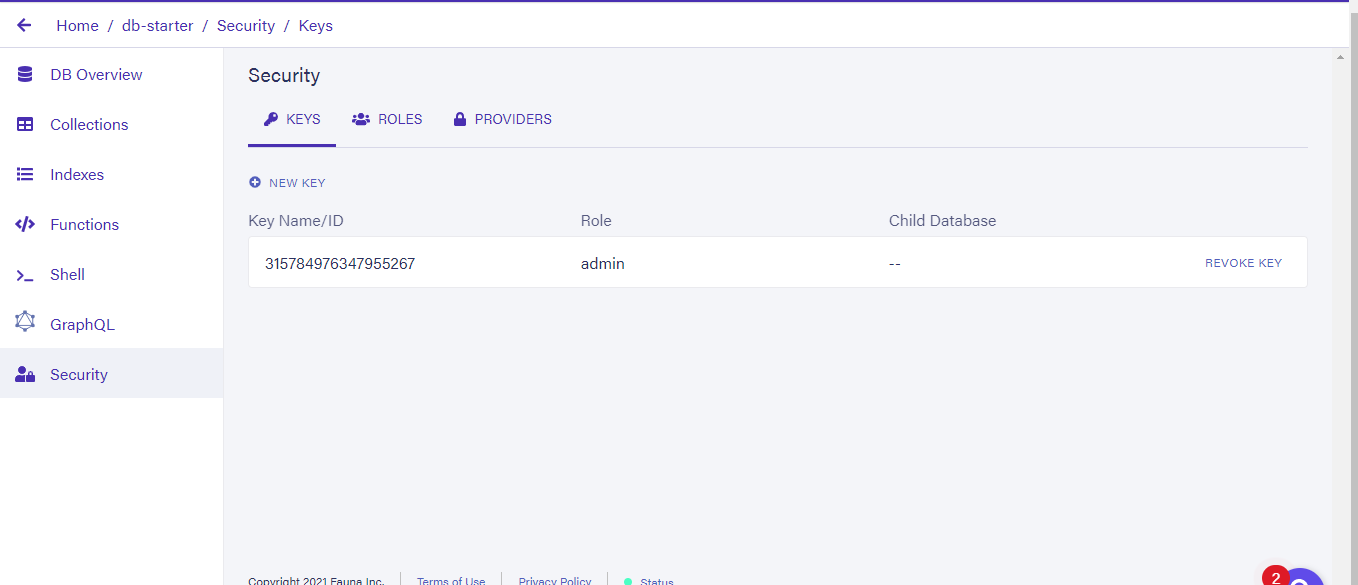 Home / db-starter / Security / Keys
DB Overview
Collections
Indexes
Functions
Shell
GraphQL
Security
Security
KEYS ROLES PROVIDERS
NEW KEY
Key Name/ID Role Child Database
315784976347955267 admin -- REVOKE KEY
Copyright 2021 Fauna Inc. Terms of Use Privacy Policy Status
2